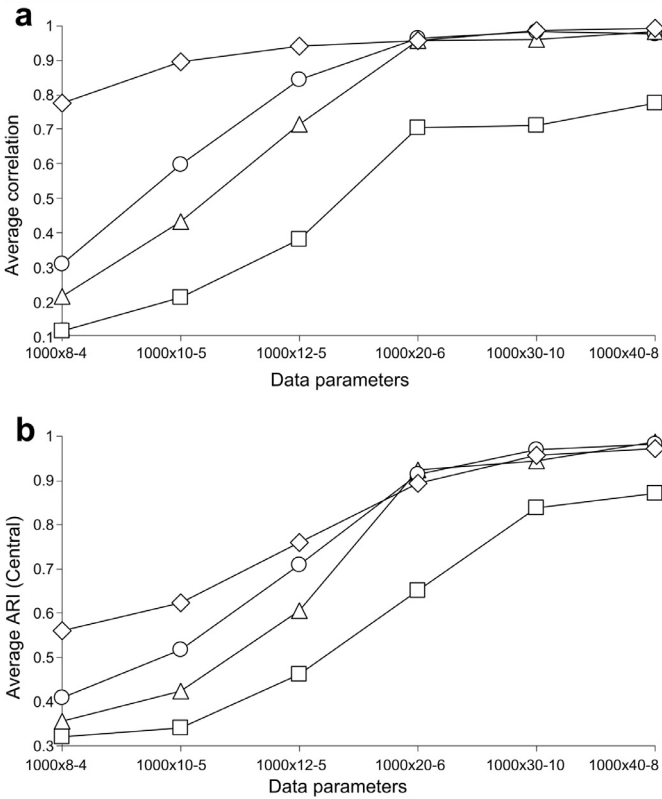 a
1
0.9
0.8
0.7
0.6
0.5
0.4
0.3
0.2
0.1
Average correlation
1000x8-4 1000x10-5 1000x12-5 1000x20-6 1000x30-10 1000x40-8
Data parameters
b
1
0.9
0.8
0.7
0.6
0.5
0.4
0.3
Average ARI (Central)
1000x8-4 1000x10-5 1000x12-5 1000x20-6 1000x30-10 1000x40-8
Data parameters